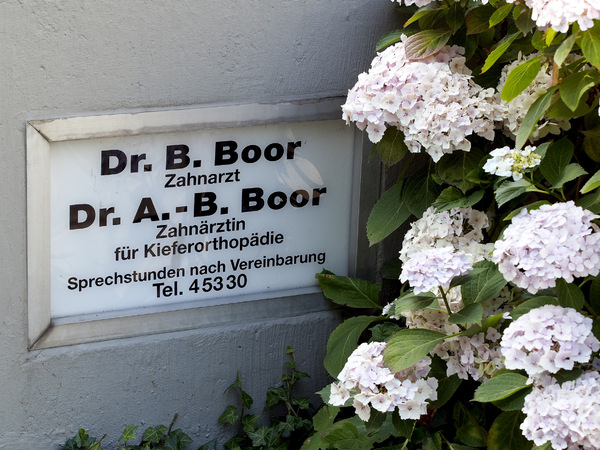 Dr. B. Boor
Zahnarzt
Dr. A.-B. Boor
Zahnärztin
für Kieferorthopädie
Sprechstunden nach Vereinbarung
Tel. 45330